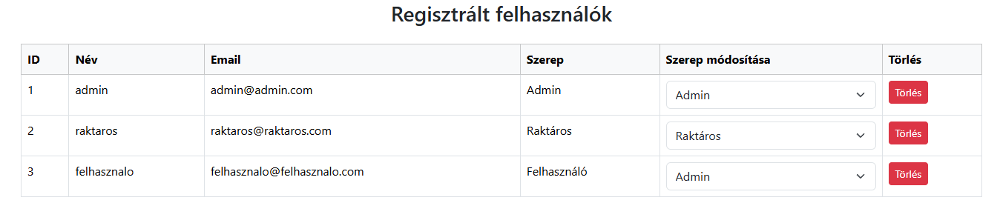 Regisztrált felhasználók
ID Név Email Szerep Szerep módosítása Törlés
1 admin admin@admin.com Admin Admin Törlés
2 raktaros raktaros@raktaros.com Raktáros Raktáros Törlés
3 felhasznalo felhasznalo@felhasznalo.com Felhasználó Admin Törlés